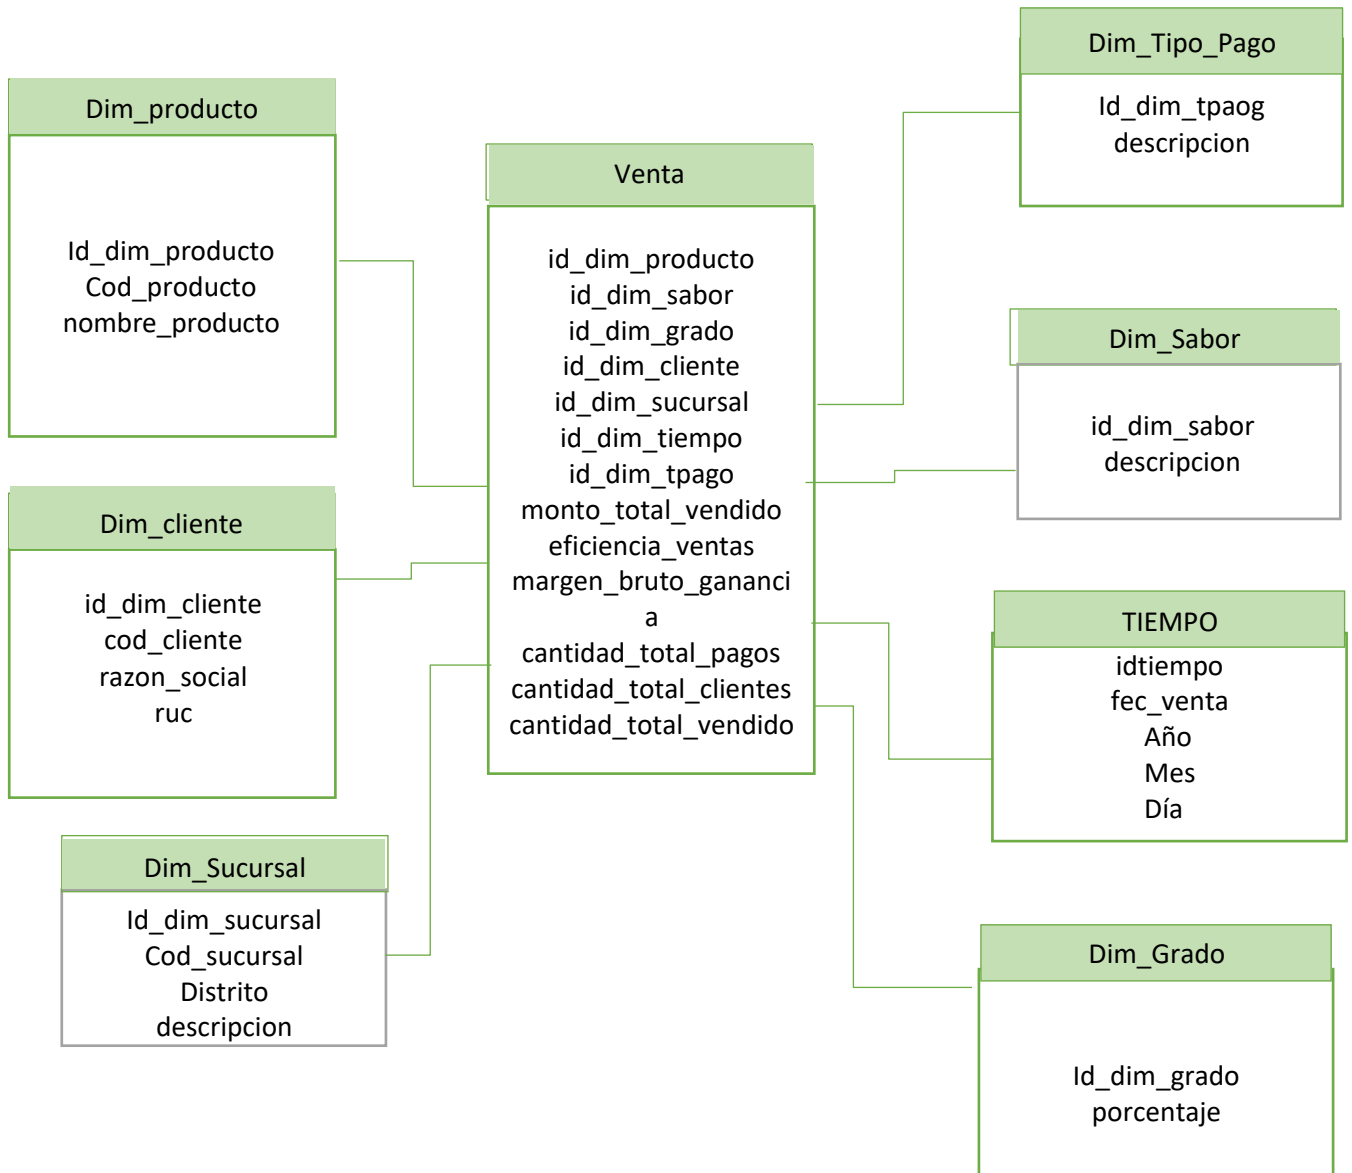 Dim_producto
Id_dim_producto
Cod_producto
nombre_producto
Dim_cliente
id_dim_cliente
cod_cliente
razon_social
ruc
Dim_Sucursal
Id_dim_sucursal
Cod_sucursal
Distrito
descripcion
Venta
id_dim_producto
id_dim_sabor
id_dim_grado
id_dim_cliente
id_dim_sucursal
id_dim_tiempo
id_dim_tpago
monto_total_vendido
eficiencia_ventas
margen_bruto_gananci
a
cantidad_total_pagos
cantidad_total_clientes
cantidad_total_vendido
Dim_Tipo_Pago
Id_dim_tpaog
descripcion
Dim_Sabor
id_dim_sabor
descripcion
TIEMPO
idtiempo
fec_venta
Año
Mes
Día
Dim_Grado
Id_dim_grado
porcentaje